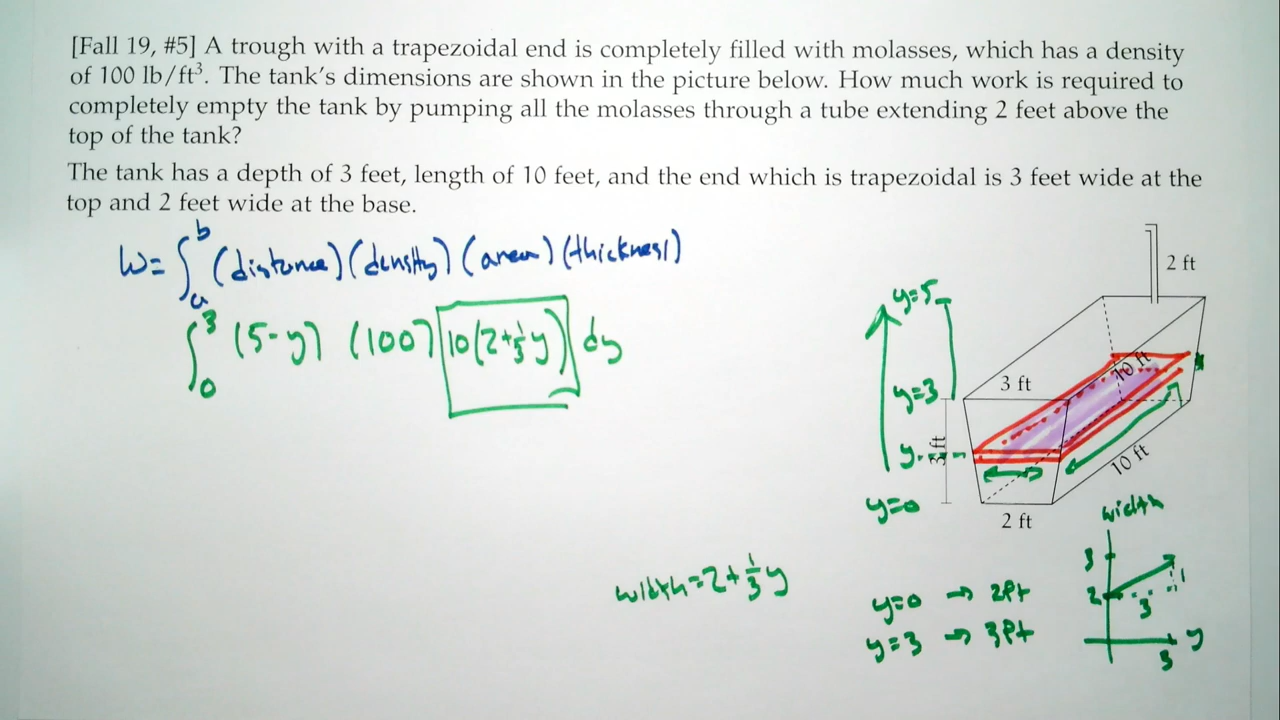 [Fall 19, #5] A trough with a trapezoidal end is completely filled with molasses, which has a density
of 100 lb/ft³. The tank's dimensions are shown in the picture below. How much work is required to
completely empty the tank by pumping all the molasses through a tube extending 2 feet above the
top of the tank?
The tank has a depth of 3 feet, length of 10 feet, and the end which is trapezoidal is 3 feet wide at the
top and 2 feet wide at the base.
W = ∫_a^b (distance) (density) (area) (thickness)
∫_0^3 (5-y) (100) 10(2+⅓y) dy
2 ft
y=5
10 ft
3 ft
y=3
3 ft
y
10 ft
y=0
2 ft
width
width=2+⅓y
3
2
1
3
y=0 → 2ft
y=3 → 3ft
y
3